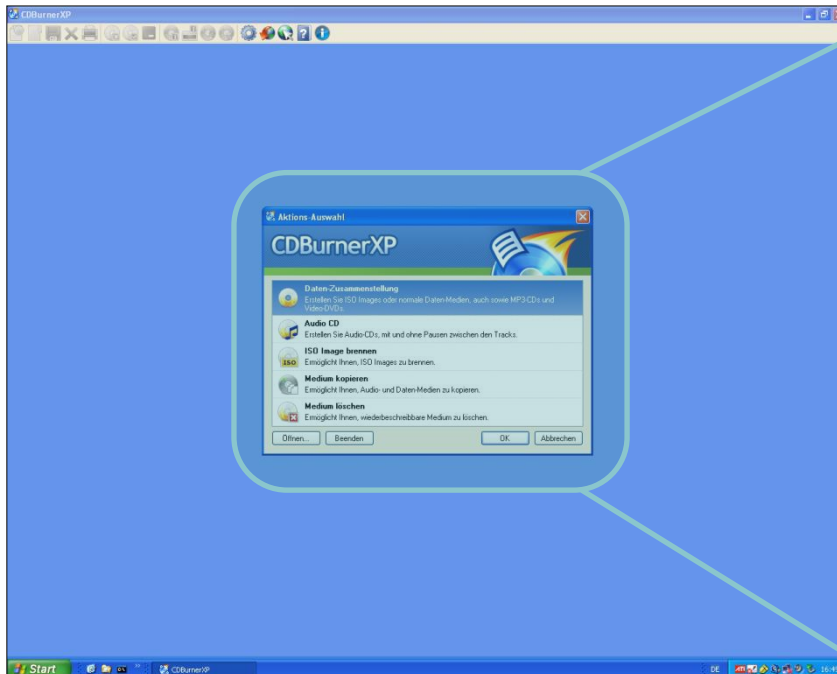 CDBurnerXP
Aktions-Auswahl
CDBurnerXP
Daten-Zusammenstellung
Erstellen Sie ISO Images oder normale Daten-Medien, auch sowie MP3-CDs und
Video-DVDs.
Audio CD
Erstellen Sie Audio-CDs, mit und ohne Pausen zwischen den Tracks.
ISO
ISO Image brennen
Ermöglicht Ihnen, ISO Images zu brennen.
Medium kopieren
Ermöglicht Ihnen, Audio- und Daten-Medien zu kopieren.
Medium löschen
Ermöglicht Ihnen, wiederbeschreibbare Medium zu löschen.
Öffnen... Beenden OK Abbrechen
Start CDBurnerXP DE ATI